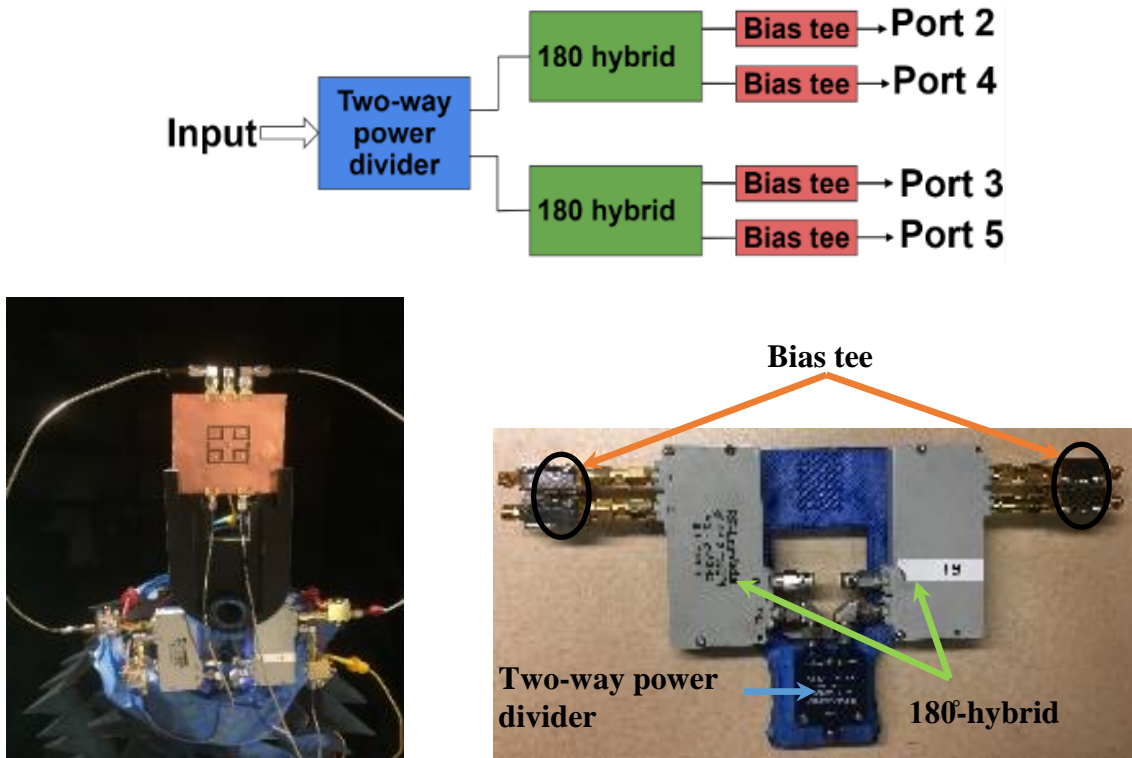 Input
Two-way
power
divider
180 hybrid
Bias tee
Port 2
Bias tee
Port 4
180 hybrid
Bias tee
Port 3
Bias tee
Port 5
Bias tee
Two-way power
divider
180°-hybrid